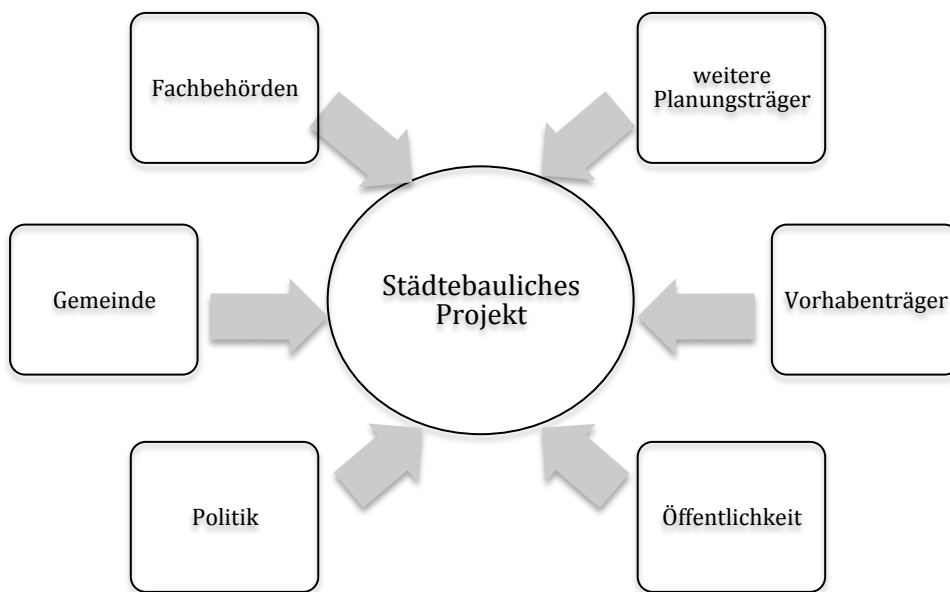 Fachbehörden
weitere
Planungsträger
Gemeinde
Städtebauliches
Projekt
Vorhabenträger
Politik
Öffentlichkeit